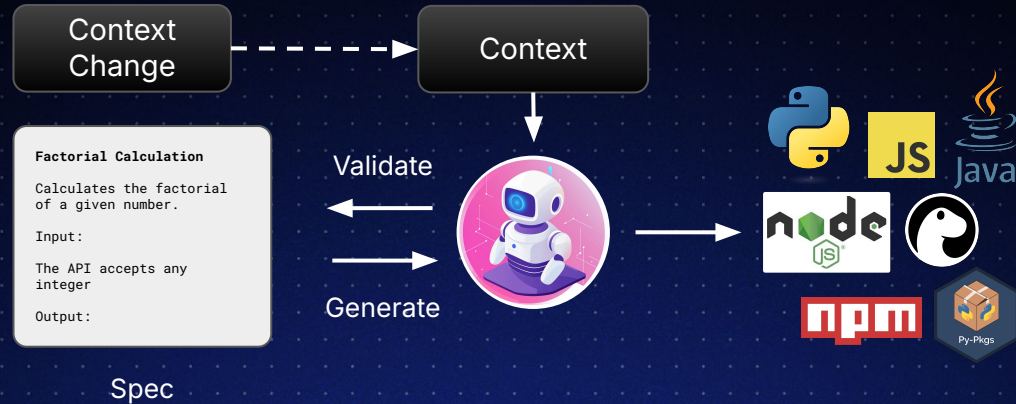 Context
Change
Context
Factorial Calculation
Calculates the factorial
of a given number.
Input:
The API accepts any
integer
Output:
Spec
Validate
Generate
JS
Java
node
JS
npm
Py-Pkgs